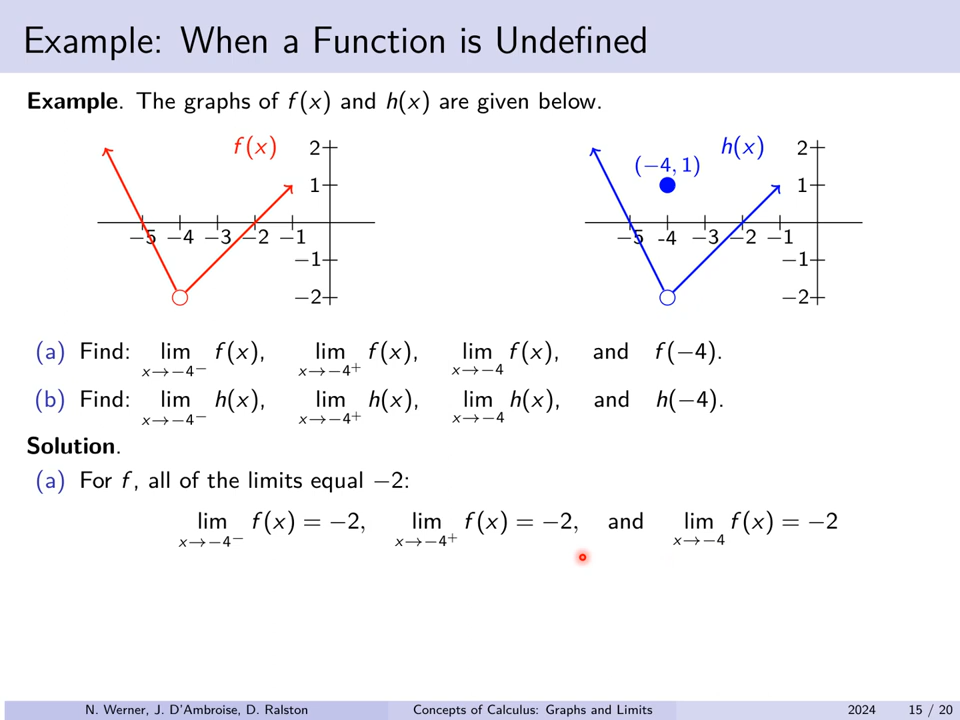 Example: When a Function is Undefined
Example. The graphs of f(x) and h(x) are given below.
f(x)
2
1
−5 −4 −3 −2 −1
−1
−2
h(x)
(−4, 1)
2
1
−5 -4 −3 −2 −1
−1
−2
(a) Find: lim x→−4⁻ f(x), lim x→−4⁺ f(x), lim x→−4 f(x), and f(−4).
(b) Find: lim x→−4⁻ h(x), lim x→−4⁺ h(x), lim x→−4 h(x), and h(−4).
Solution.
(a) For f, all of the limits equal −2:
lim x→−4⁻ f(x) = −2, lim x→−4⁺ f(x) = −2, and lim x→−4 f(x) = −2
N. Werner, J. D'Ambroise, D. Ralston Concepts of Calculus: Graphs and Limits 2024 15 / 20